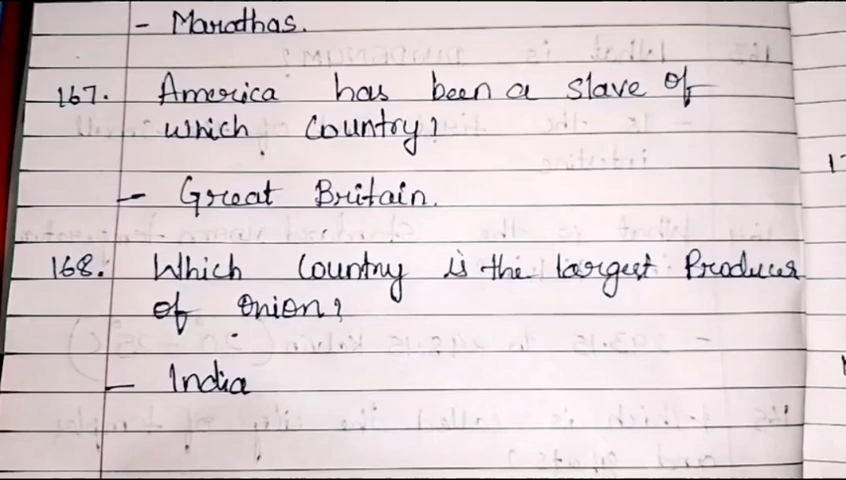 - Marathas.
167. America has been a slave of
which Country?
- Great Britain.
168. Which Country is the largest Producer
of Onion?
- India